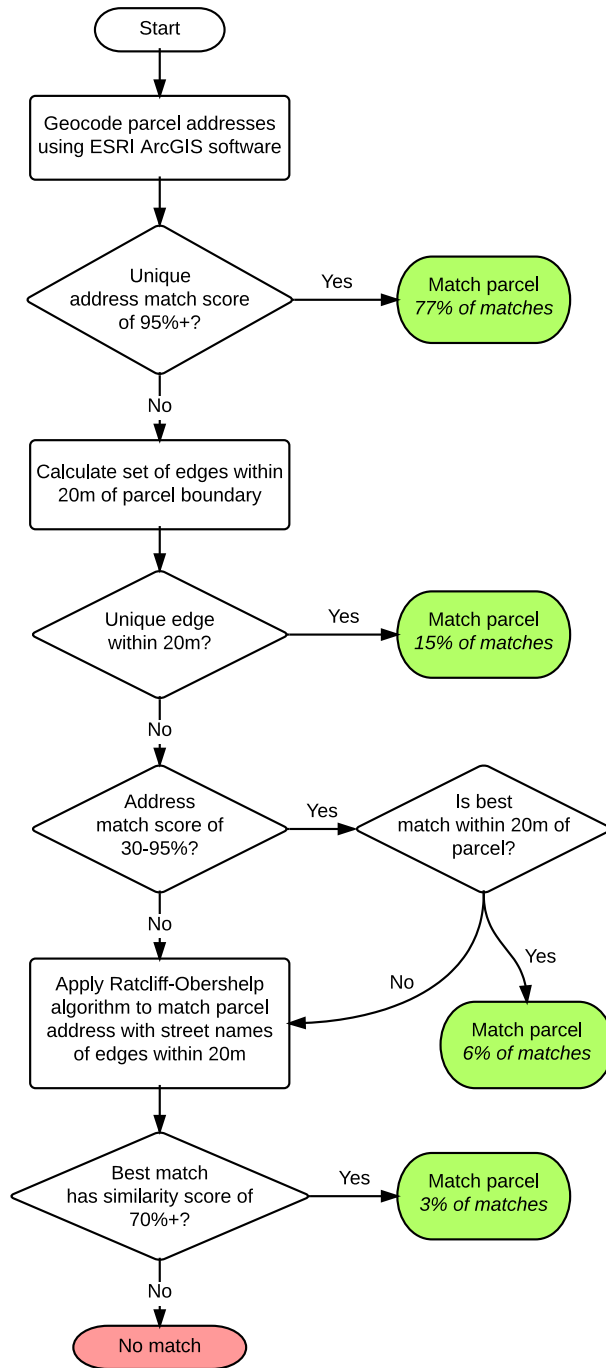 Start
Geocode parcel addresses
using ESRI ArcGIS software
Unique
address match score
of 95%+?
Yes
Match parcel
77% of matches
No
Calculate set of edges within
20m of parcel boundary
Unique edge
within 20m?
Yes
Match parcel
15% of matches
No
Address
match score of
30-95%?
Yes
Is best
match within 20m of
parcel?
No
No
Yes
Apply Ratcliff-Obershelp
algorithm to match parcel
address with street names
of edges within 20m
Match parcel
6% of matches
Best match
has similarity score of
70%+?
Yes
Match parcel
3% of matches
No
No match